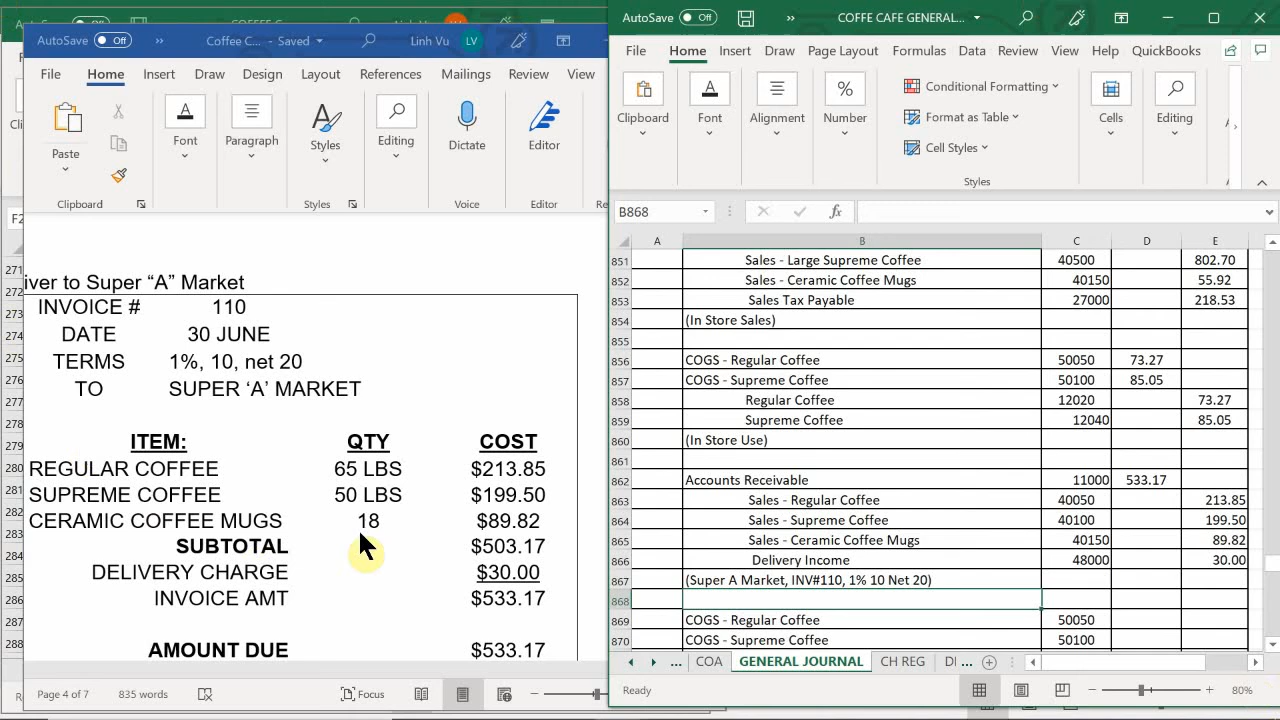 COFFEE C...
Linh Vu
AutoSave Off
Coffee C... - Saved
Linh Vu LV
File Home Insert Draw Design Layout References Mailings Review View
Paste
Font
Paragraph
Styles
Editing
Dictate
Editor
Clipboard
Styles
Voice
Editor
Re
iver to Super “A” Market
INVOICE # 110
DATE 30 JUNE
TERMS 1%, 10, net 20
TO SUPER ‘A’ MARKET
ITEM: QTY COST
REGULAR COFFEE 65 LBS $213.85
SUPREME COFFEE 50 LBS $199.50
CERAMIC COFFEE MUGS 18 $89.82
SUBTOTAL $503.17
DELIVERY CHARGE $30.00
INVOICE AMT $533.17
AMOUNT DUE $533.17
Page 4 of 7 835 words Focus
AutoSave Off COFFE CAFE GENERAL...
File Home Insert Draw Page Layout Formulas Data Review View Help QuickBooks
Clipboard
Font
Alignment
Number
Conditional Formatting
Format as Table
Cell Styles
Styles
Cells
Editing
B868 fx
A B C D E
851 Sales - Large Supreme Coffee 40500 802.70
852 Sales - Ceramic Coffee Mugs 40150 55.92
853 Sales Tax Payable 27000 218.53
854 (In Store Sales)
855
856 COGS - Regular Coffee 50050 73.27
857 COGS - Supreme Coffee 50100 85.05
858 Regular Coffee 12020 73.27
859 Supreme Coffee 12040 85.05
860 (In Store Use)
861
862 Accounts Receivable 11000 533.17
863 Sales - Regular Coffee 40050 213.85
864 Sales - Supreme Coffee 40100 199.50
865 Sales - Ceramic Coffee Mugs 40150 89.82
866 Delivery Income 48000 30.00
867 (Super A Market, INV#110, 1% 10 Net 20)
868
869 COGS - Regular Coffee 50050
870 COGS - Supreme Coffee 50100
... COA GENERAL JOURNAL CH REG DI ...
Ready 80%